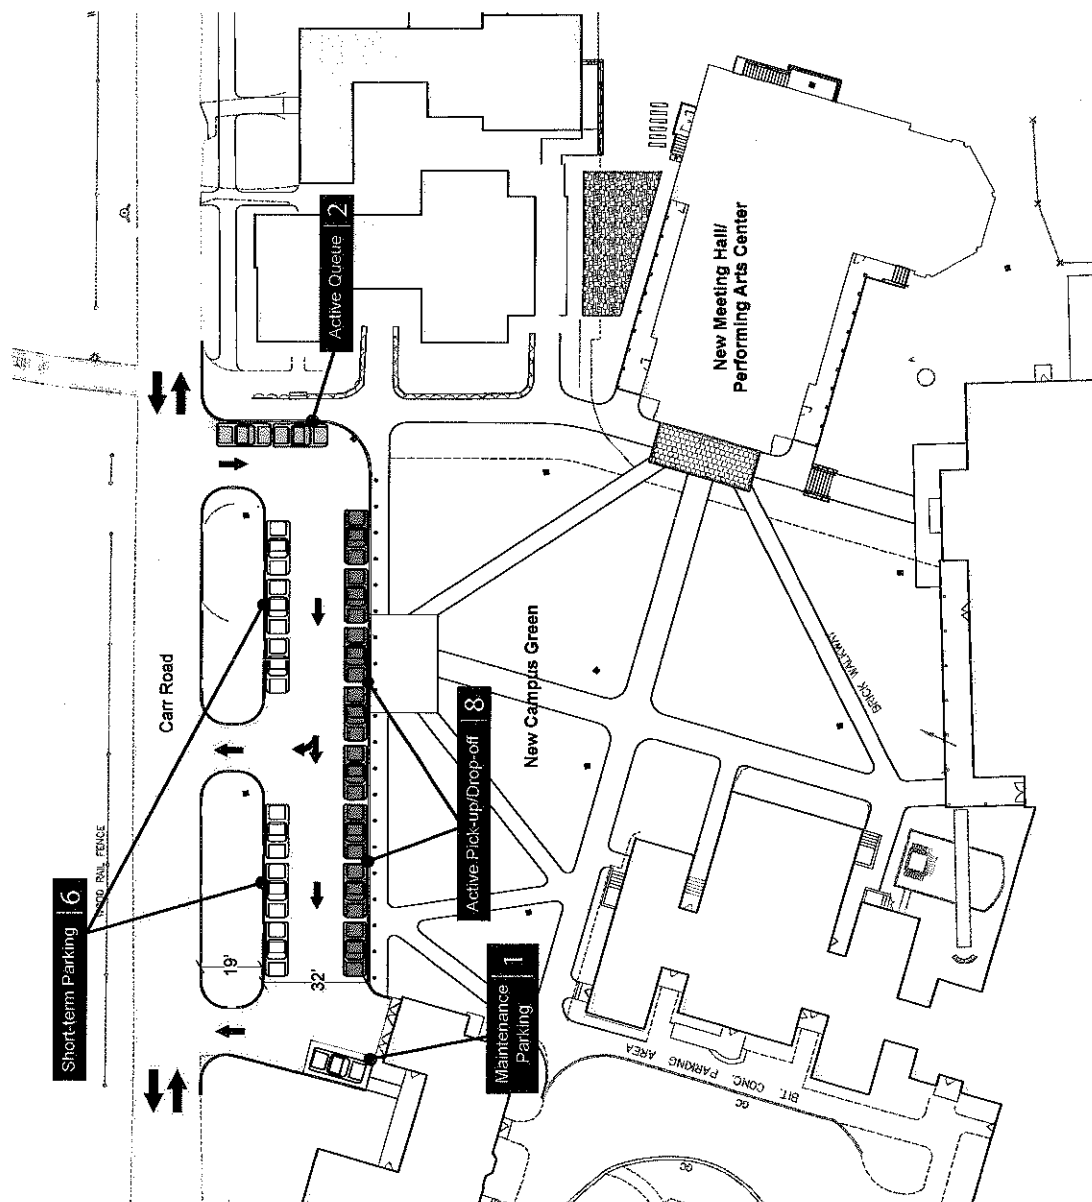 Active Queue | 2
New Meeting Hall/
Performing Arts Center
Carr Road
Short-term Parking | 6
WOOD RAIL FENCE
19'
32'
Active Pick-up/Drop-off | 8
New Campus Green
BRICK WALKWAY
Maintenance
Parking | 1
BIT. CONC. PARKING AREA
GC
GC